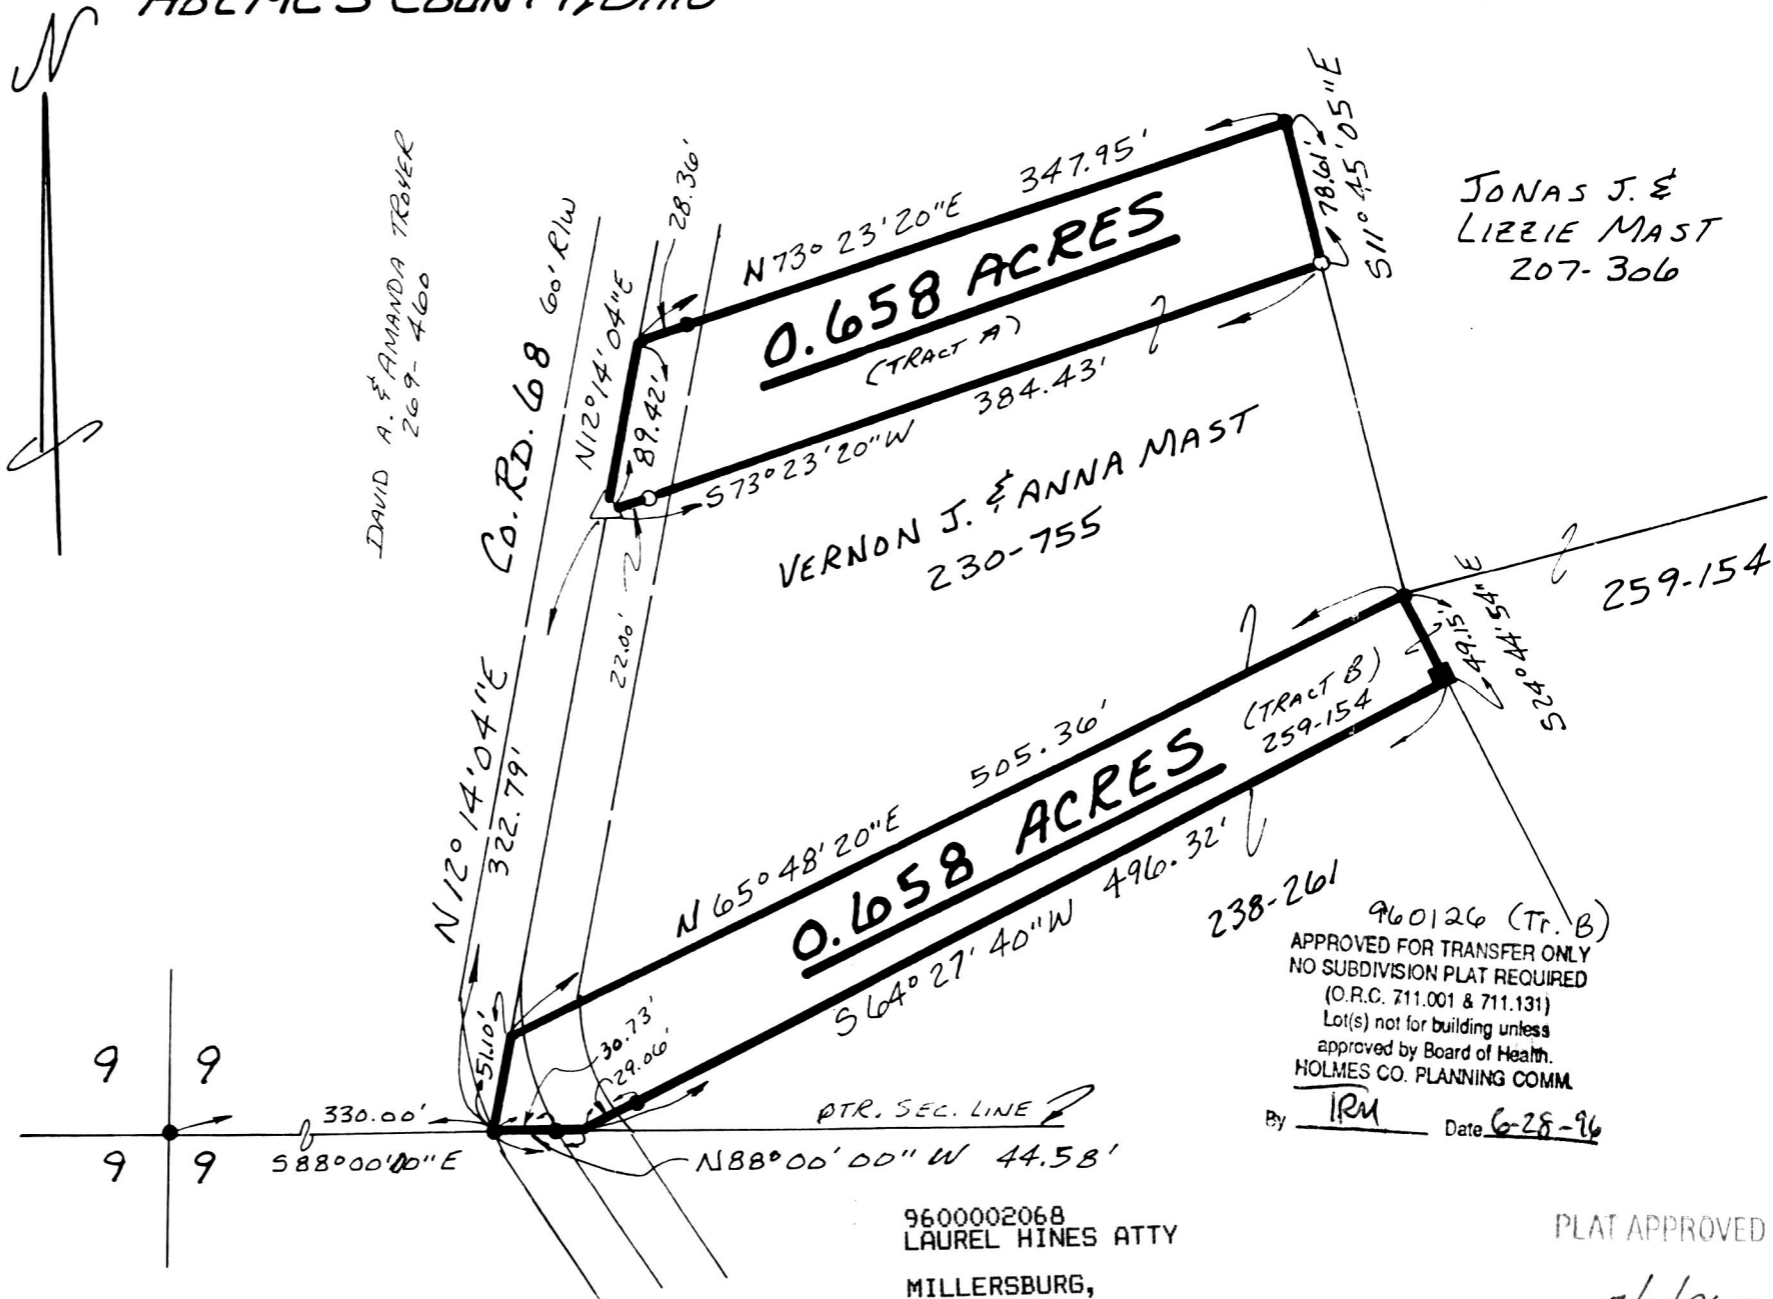 HOLMES COUNTY, OHIO
N
DAVID A. & AMANDA TROYER
269-460
CO. RD. 68 60' R/W
N12°14'04"E
89.42'
28.36'
N73°23'20"E 347.95'
0.658 ACRES
(TRACT A)
S73°23'20"W 384.43'
78.61'
S11°45'05"E
JONAS J. &
LIZZIE MAST
207-306
VERNON J. & ANNA MAST
230-755
22.00'
259-154
N12°14'04"E
322.79'
N65°48'20"E 505.36'
(TRACT B)
259-154
0.658 ACRES
49.15'
S24°44'54"E
S64°27'40"W 496.32'
238-261
51.10'
30.73'
29.06'
9 9
9 9
330.00'
S88°00'00"E
QTR. SEC. LINE
N88°00'00"W 44.58'
960126 (Tr. B)
APPROVED FOR TRANSFER ONLY
NO SUBDIVISION PLAT REQUIRED
(O.R.C. 711.001 & 711.131)
Lot(s) not for building unless
approved by Board of Health.
HOLMES CO. PLANNING COMM.
By IRM Date 6-28-96
9600002068
LAUREL HINES ATTY
MILLERSBURG,
PLAT APPROVED